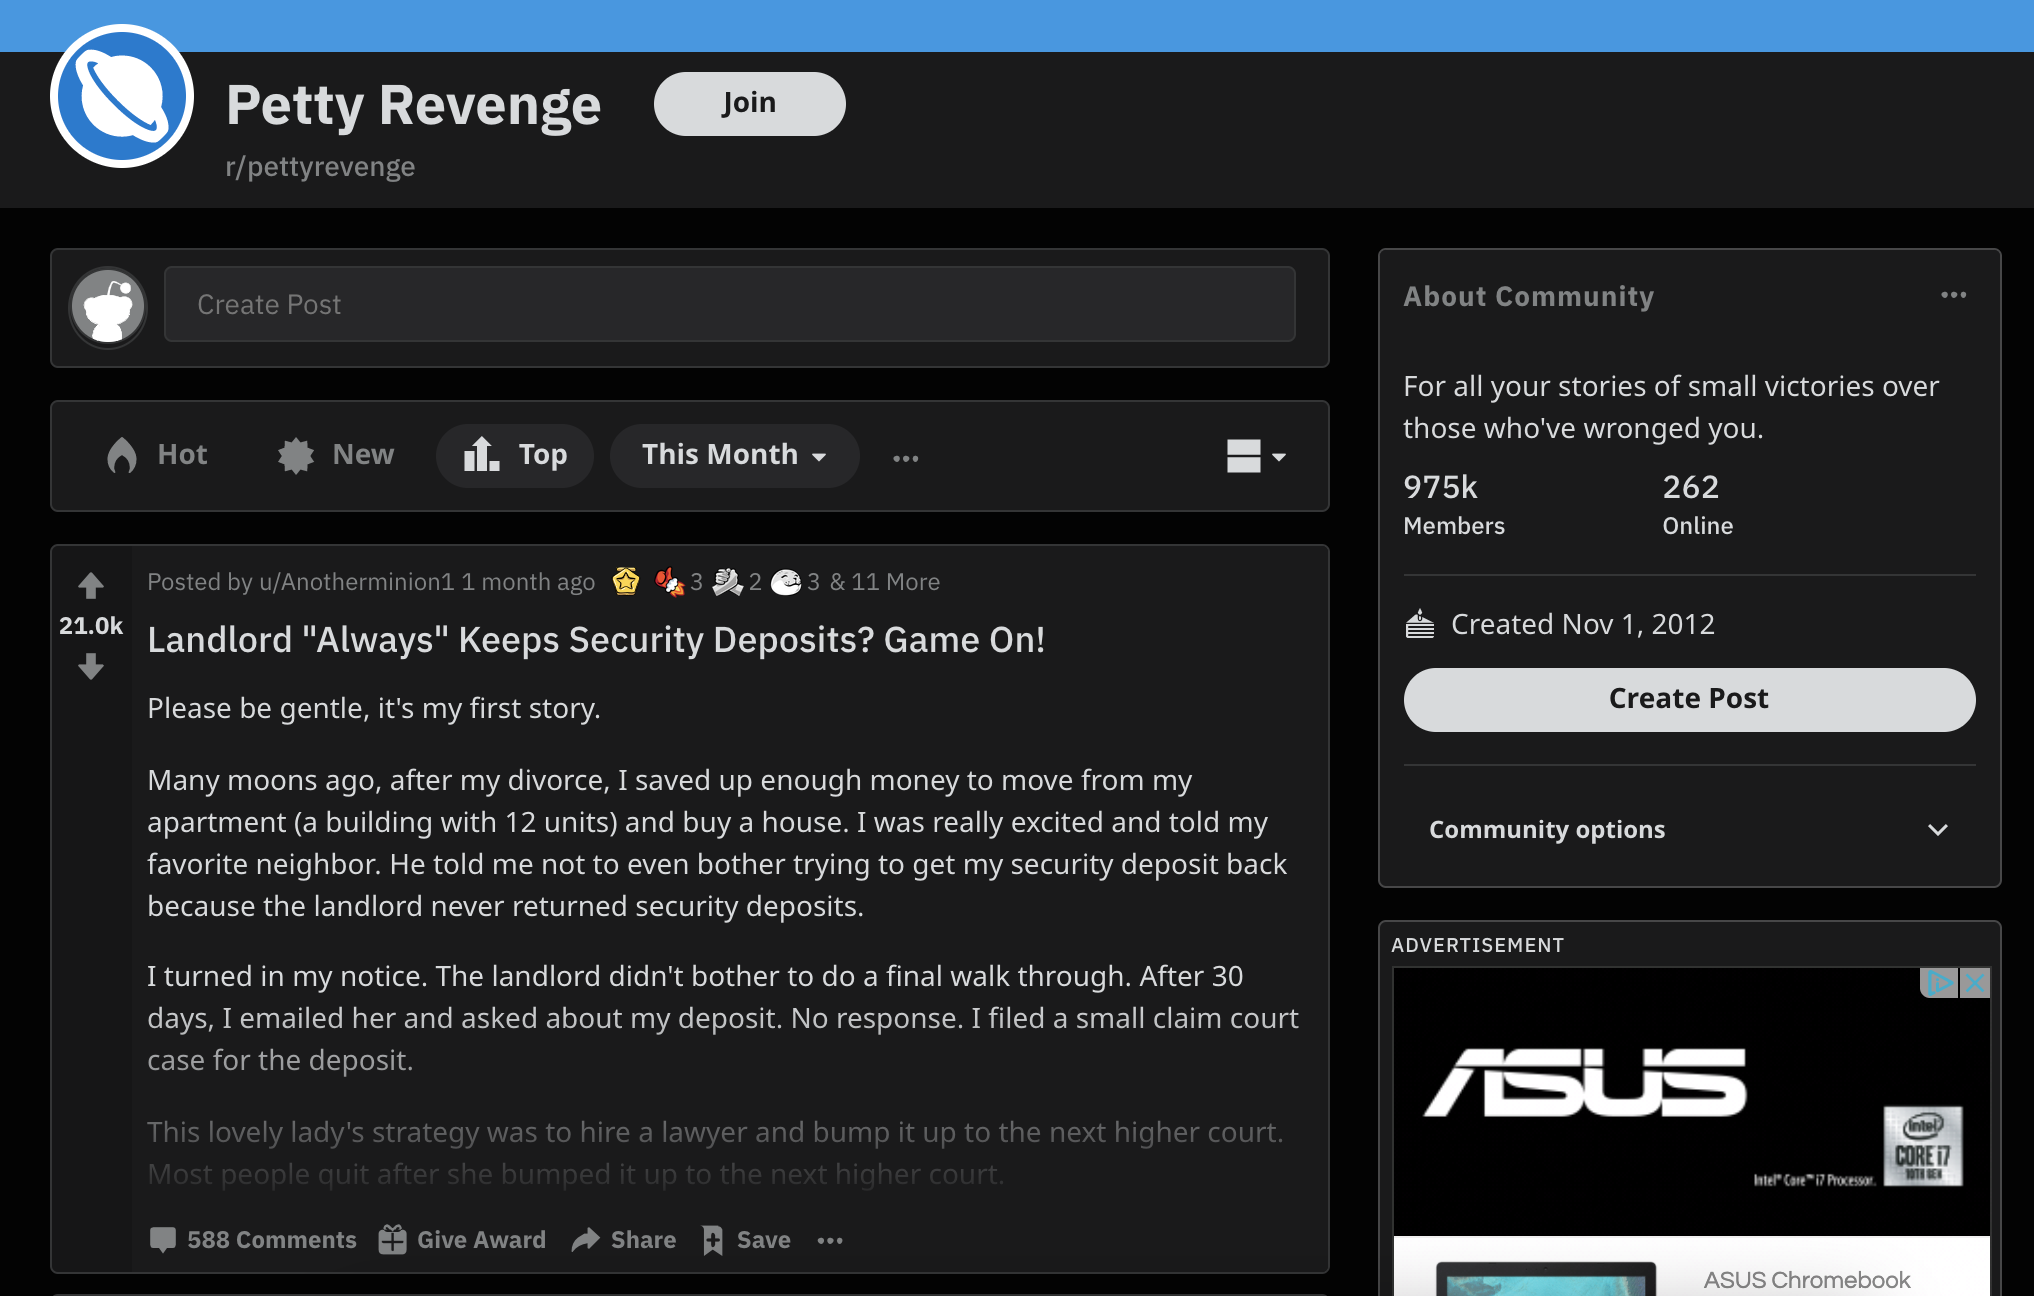 Petty Revenge
Join
r/pettyrevenge
Create Post
Hot
New
Top
This Month
Posted by u/Anotherminion1 1 month ago 3 2 3 & 11 More
21.0k
Landlord "Always" Keeps Security Deposits? Game On!
Please be gentle, it's my first story.
Many moons ago, after my divorce, I saved up enough money to move from my
apartment (a building with 12 units) and buy a house. I was really excited and told my
favorite neighbor. He told me not to even bother trying to get my security deposit back
because the landlord never returned security deposits.
I turned in my notice. The landlord didn't bother to do a final walk through. After 30
days, I emailed her and asked about my deposit. No response. I filed a small claim court
case for the deposit.
This lovely lady's strategy was to hire a lawyer and bump it up to the next higher court.
Most people quit after she bumped it up to the next higher court.
588 Comments
Give Award
Share
Save
About Community
For all your stories of small victories over
those who've wronged you.
975k
Members
262
Online
Created Nov 1, 2012
Create Post
Community options
ADVERTISEMENT
ASUS
intel
CORE i7
10TH GEN
Intel® Core™ i7 Processor.
ASUS Chromebook